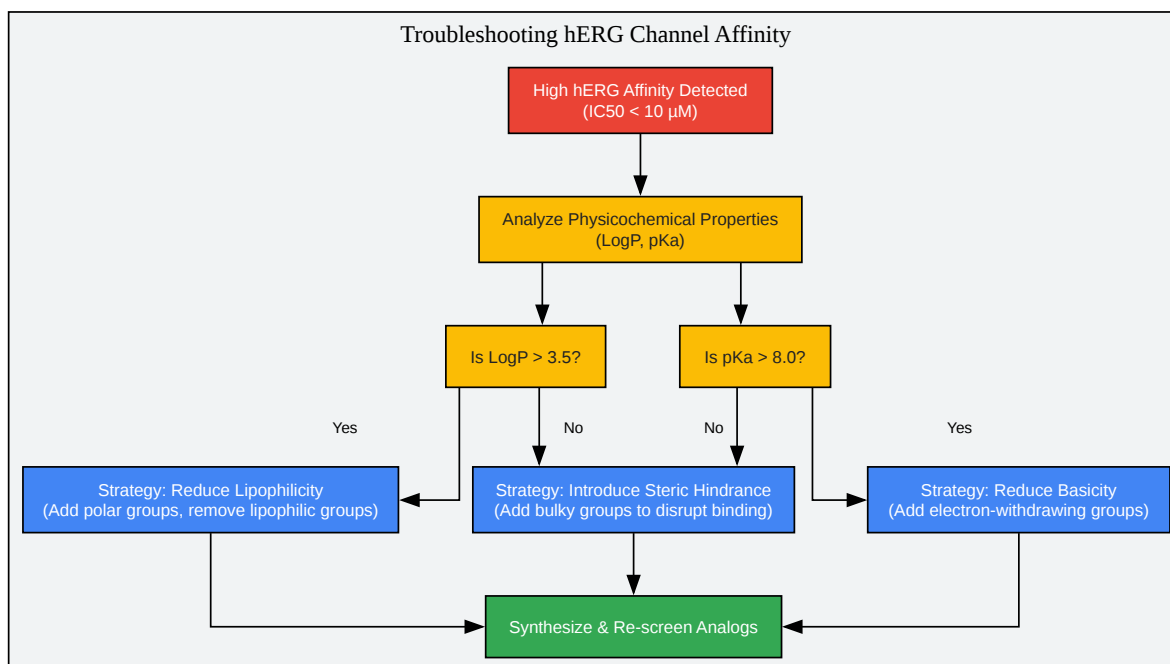 Troubleshooting hERG Channel Affinity
High hERG Affinity Detected
(IC50 < 10 µM)
Analyze Physicochemical Properties
(LogP, pKa)
Is LogP > 3.5?
Is pKa > 8.0?
Yes
No
No
Yes
Strategy: Reduce Lipophilicity
(Add polar groups, remove lipophilic groups)
Strategy: Introduce Steric Hindrance
(Add bulky groups to disrupt binding)
Strategy: Reduce Basicity
(Add electron-withdrawing groups)
Synthesize & Re-screen Analogs